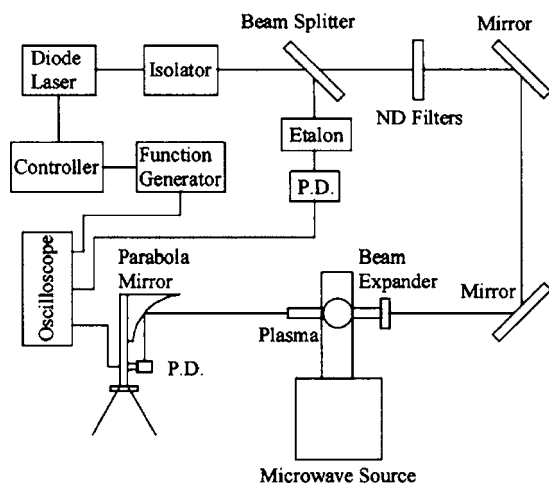 Beam Splitter
Mirror
Diode
Laser
Isolator
ND Filters
Etalon
Controller
Function
Generator
P.D.
Oscilloscope
Parabola
Mirror
Beam
Expander
Mirror
Plasma
P.D.
Microwave Source